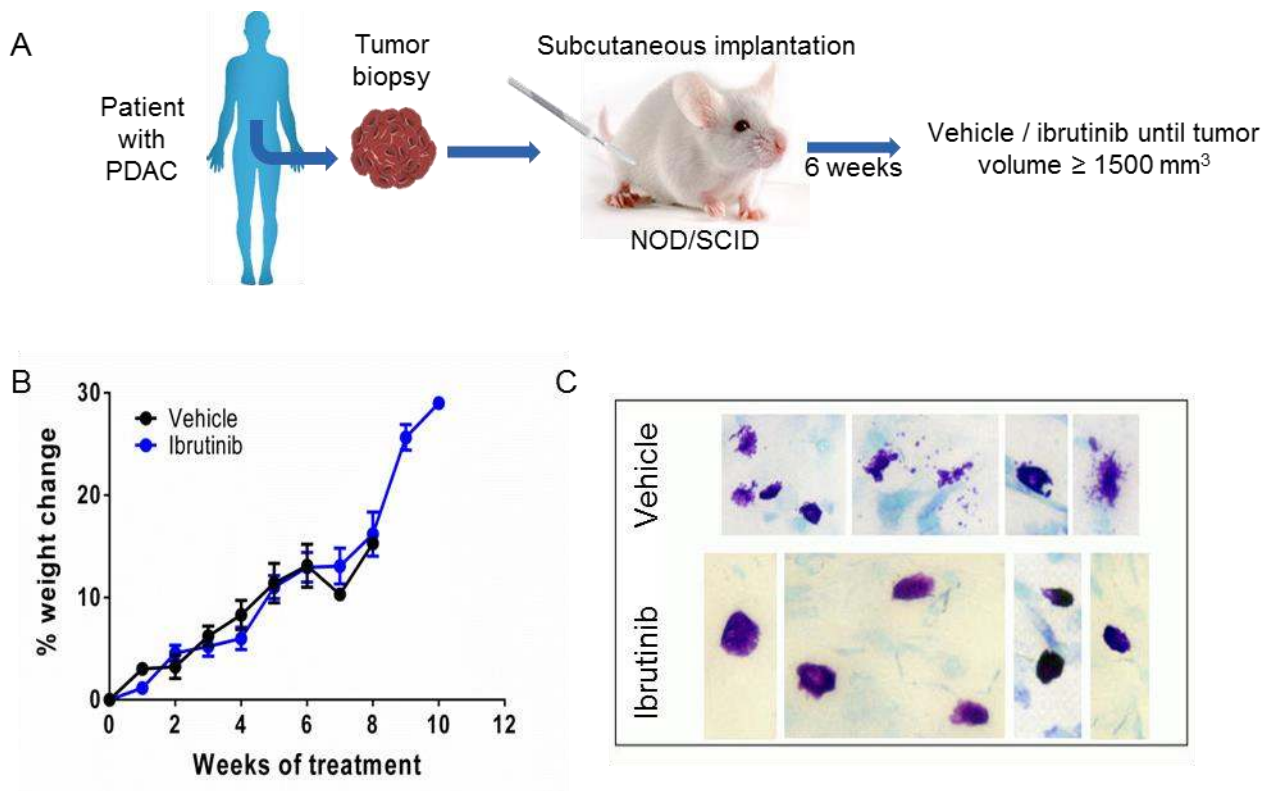 A
Patient
with
PDAC
Tumor
biopsy
Subcutaneous implantation
NOD/SCID
6 weeks
Vehicle / ibrutinib until tumor
volume ≥ 1500 mm³
B
% weight change
30
20
10
0
Vehicle
Ibrutinib
0 2 4 6 8 10 12
Weeks of treatment
C
Vehicle
Ibrutinib